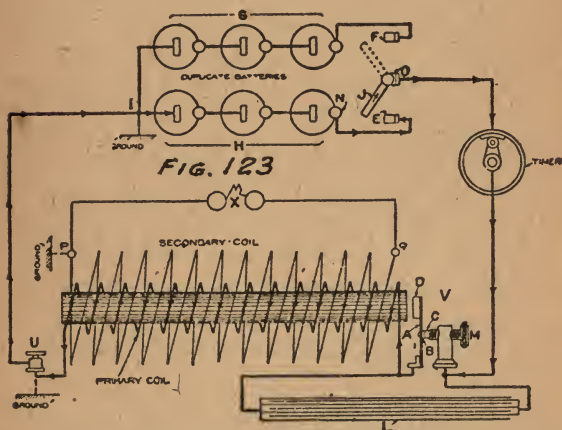 G
F
O
DUPLICATE BATTERIES
J
I
N
E
H
GROUND
FIG. 123
TIMER
X
SECONDARY COIL
P
GROUND
D
V
A
C
M
B
U
PRIMARY COIL
GROUND